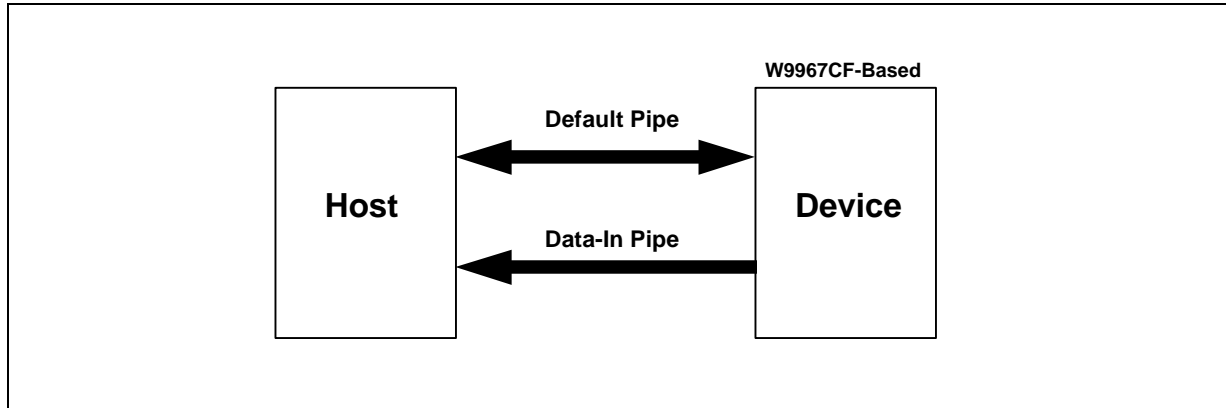 W9967CF-Based
Default Pipe
Host
Device
Data-In Pipe